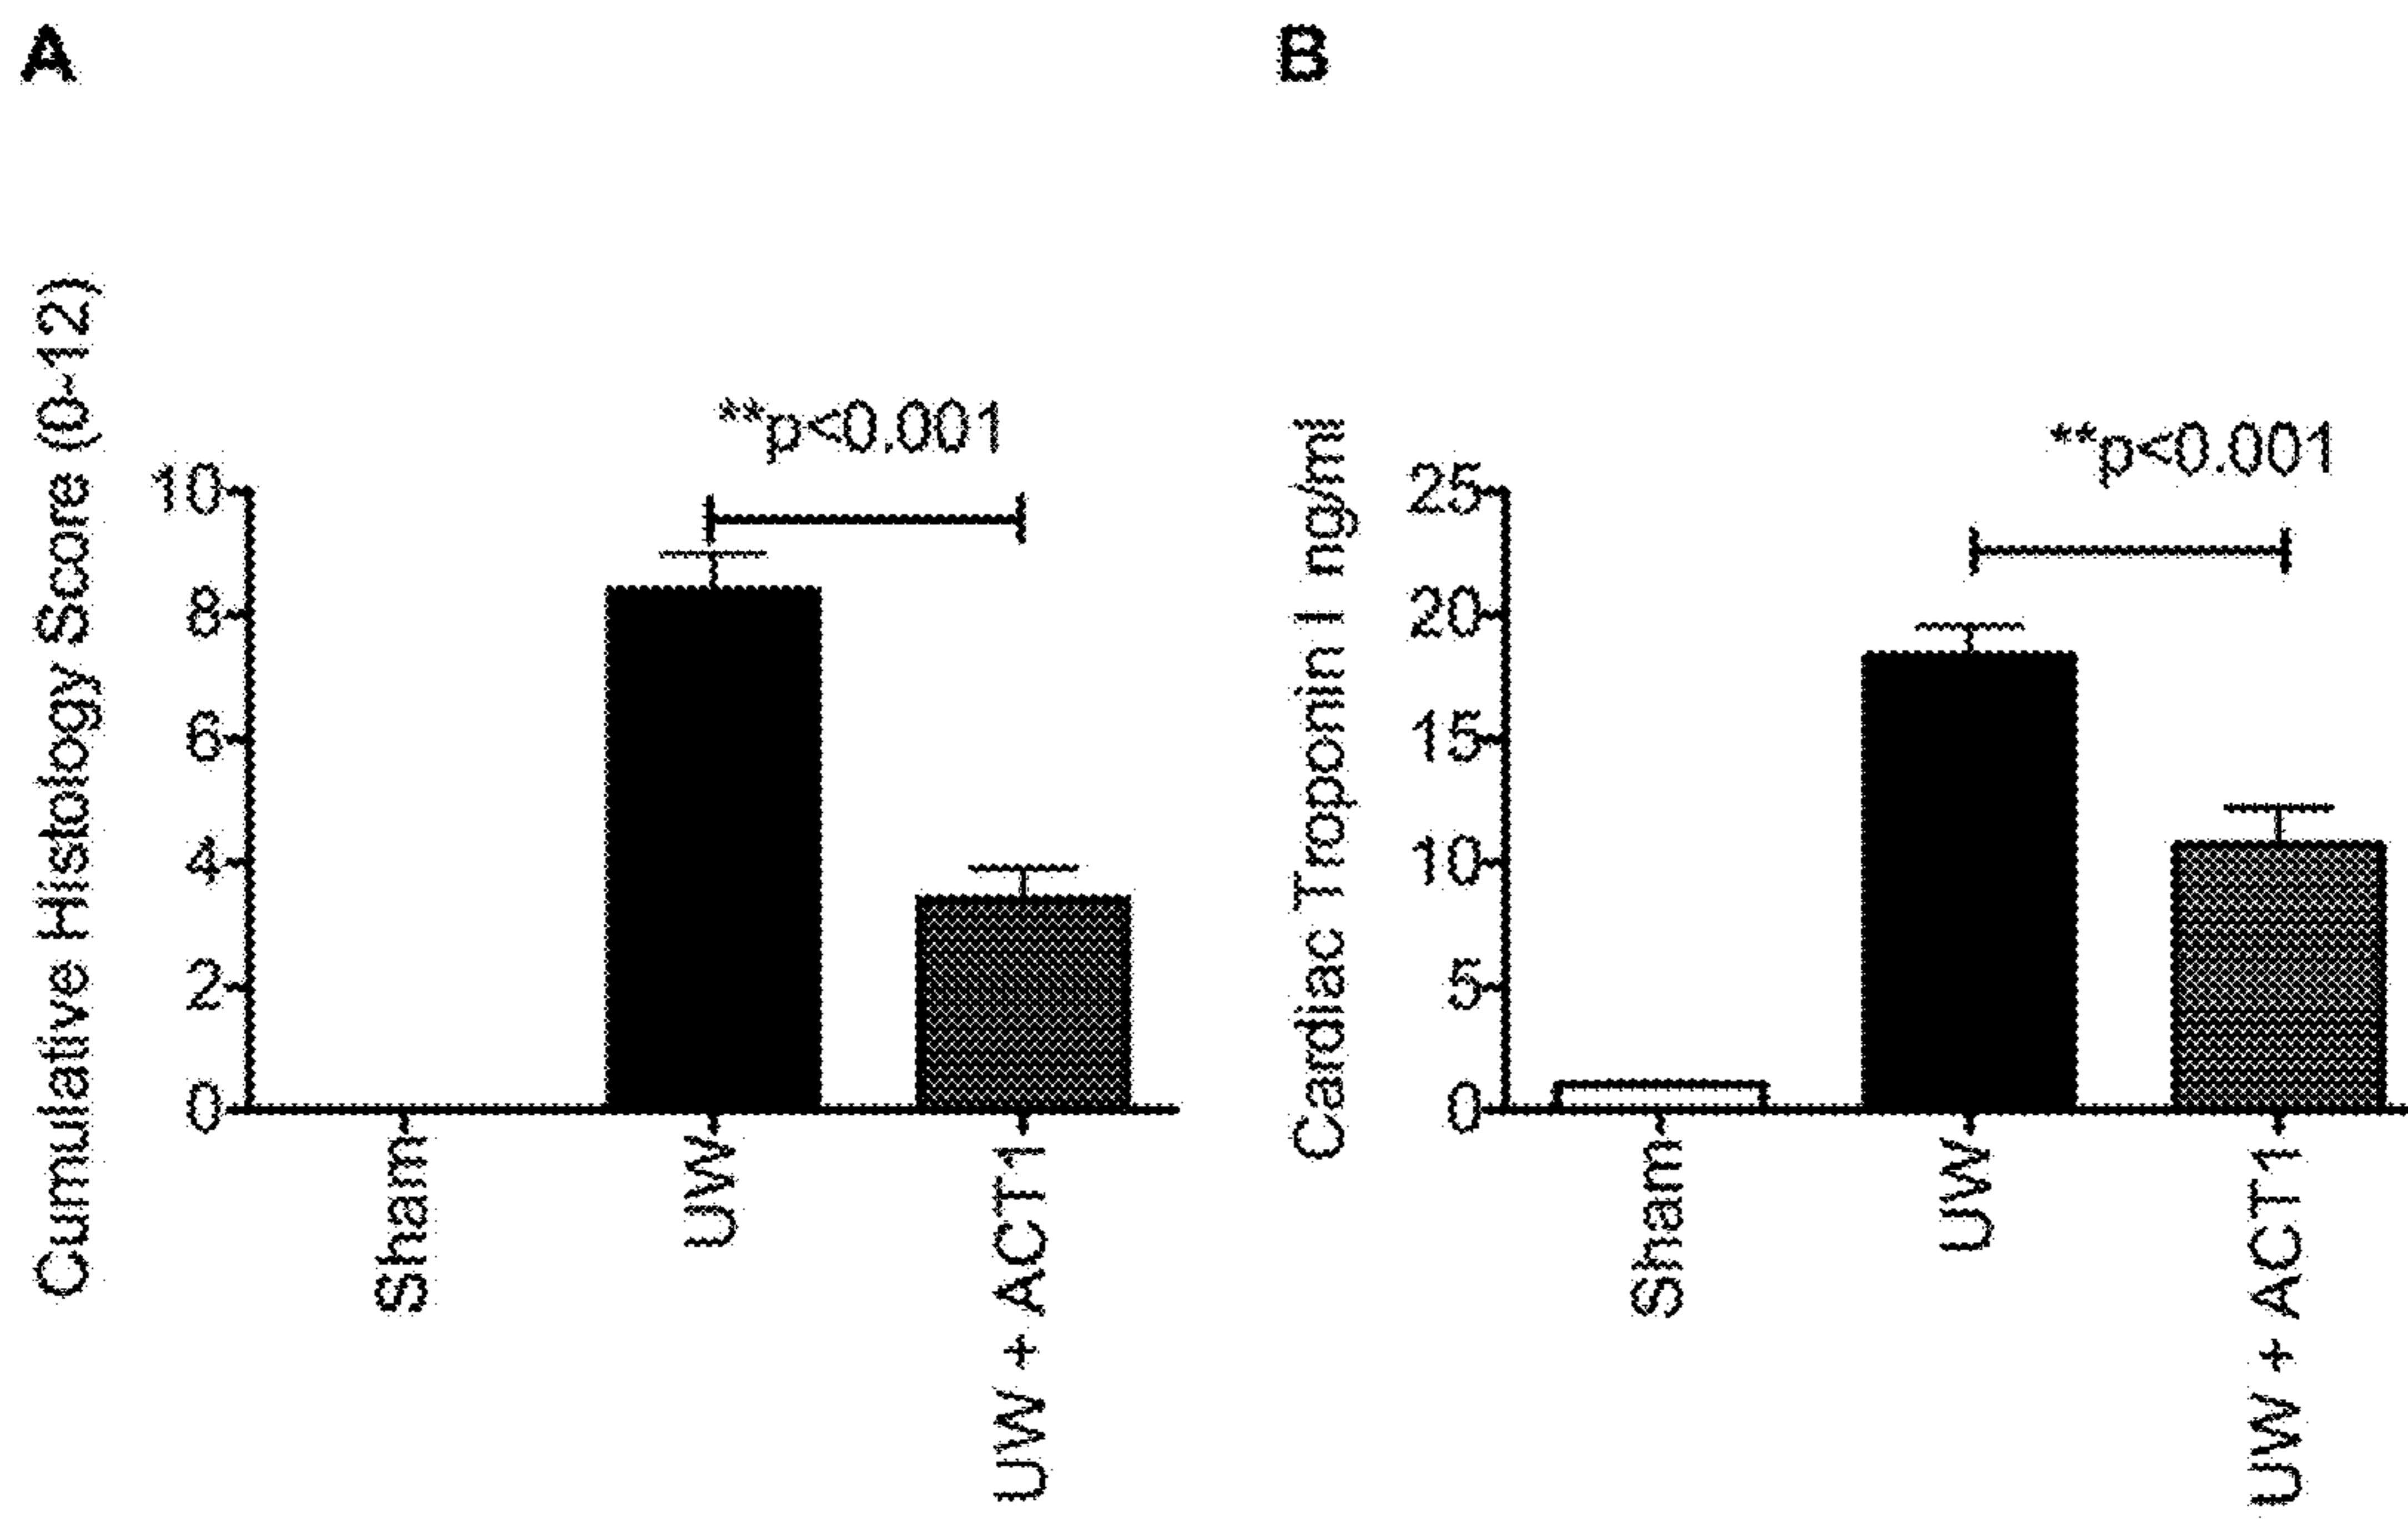 A
Cumulative Histology Score (0-12)
**p<0.001
10
8
6
4
2
0
Sham
UW
UW + ACT1
B
Cardiac Troponin I ng/ml
**p<0.001
25
20
15
10
5
0
Sham
UW
UW + ACT1